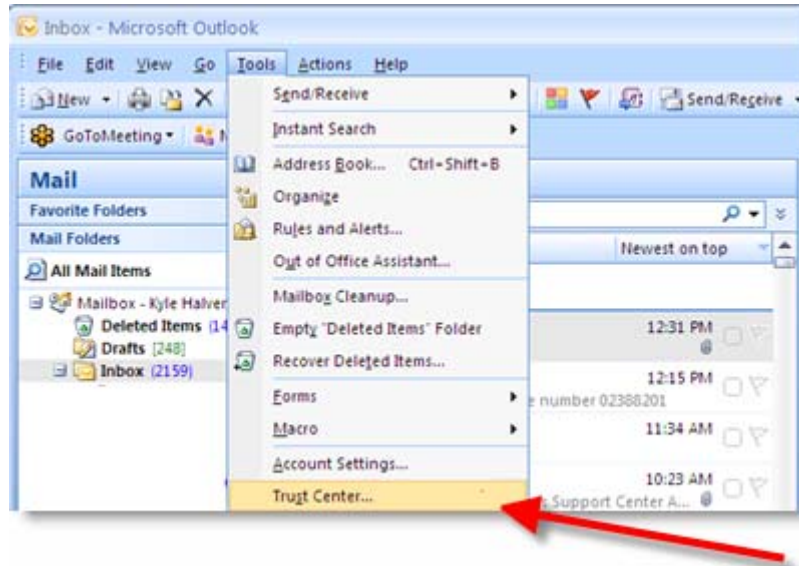 Inbox - Microsoft Outlook
File Edit View Go Tools Actions Help
New Send/Receive
GoToMeeting
Send/Receive
Instant Search
Address Book... Ctrl+Shift+B
Organize
Rules and Alerts...
Out of Office Assistant...
Mailbox Cleanup...
Empty "Deleted Items" Folder
Recover Deleted Items...
Forms
Macro
Account Settings...
Trust Center...
Mail
Favorite Folders
Mail Folders
All Mail Items
Mailbox - Kyle Halver
Deleted Items (14
Drafts [248]
Inbox (2159)
Newest on top
12:31 PM
12:15 PM
number 02388201
11:34 AM
10:23 AM
Support Center A...